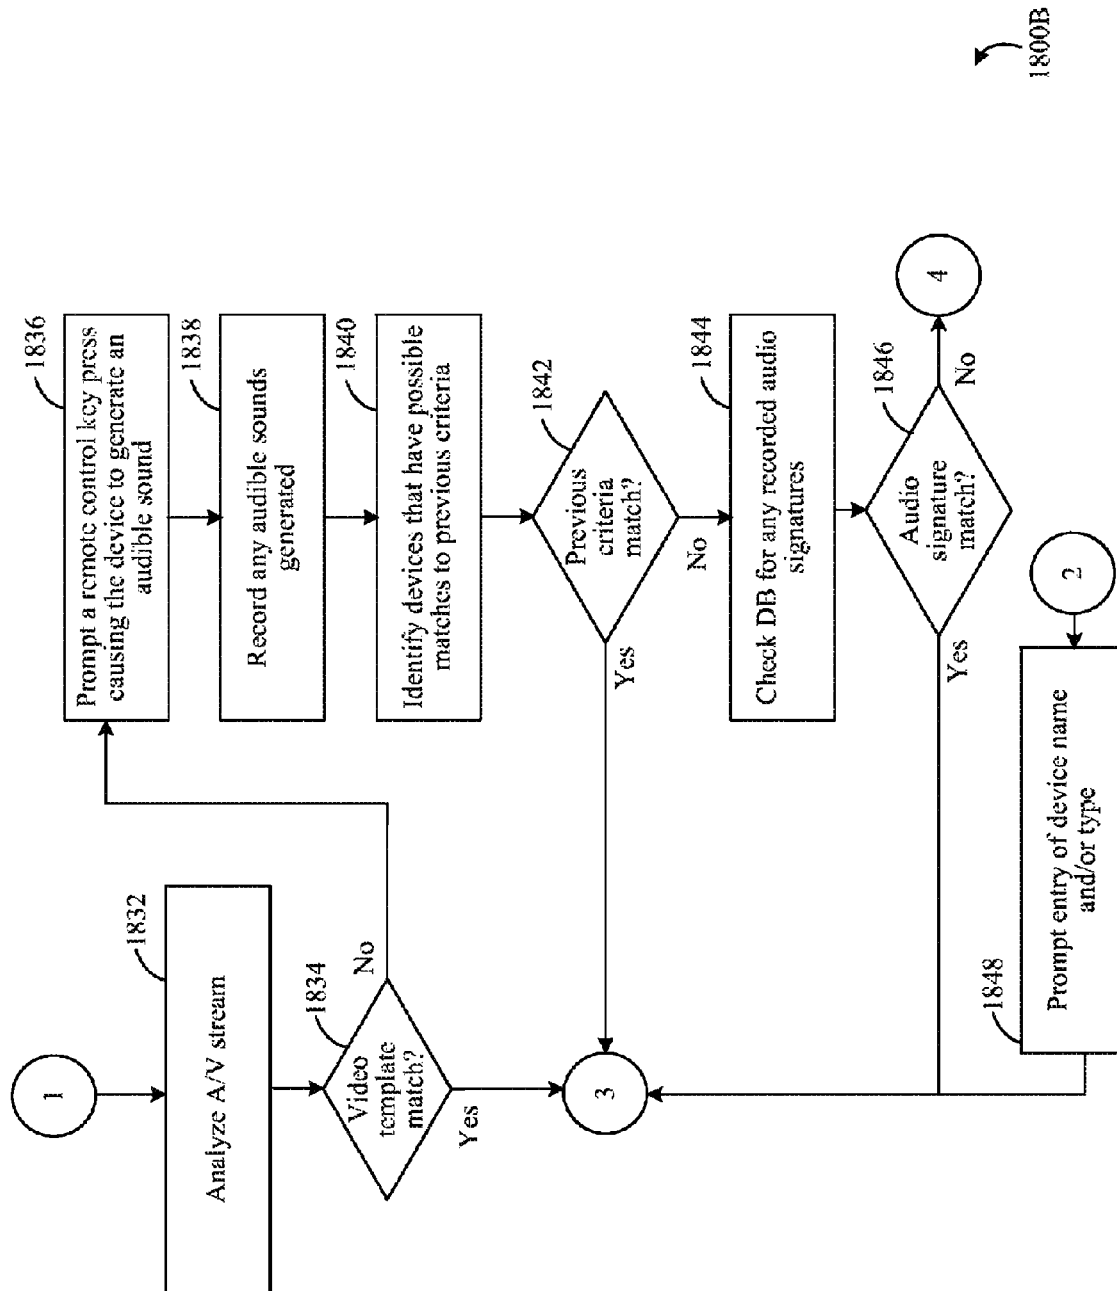 1800B
1
1832
Analyze A/V stream
1834
Video
template
match?
No
Yes
1836
Prompt a remote control key press
causing the device to generate an
audible sound
1838
Record any audible sounds
generated
1840
Identify devices that have possible
matches to previous criteria
1842
Previous
criteria
match?
Yes
No
3
1844
Check DB for any recorded audio
signatures
1846
Audio
signature
match?
No
Yes
4
2
1848
Prompt entry of device name
and/or type